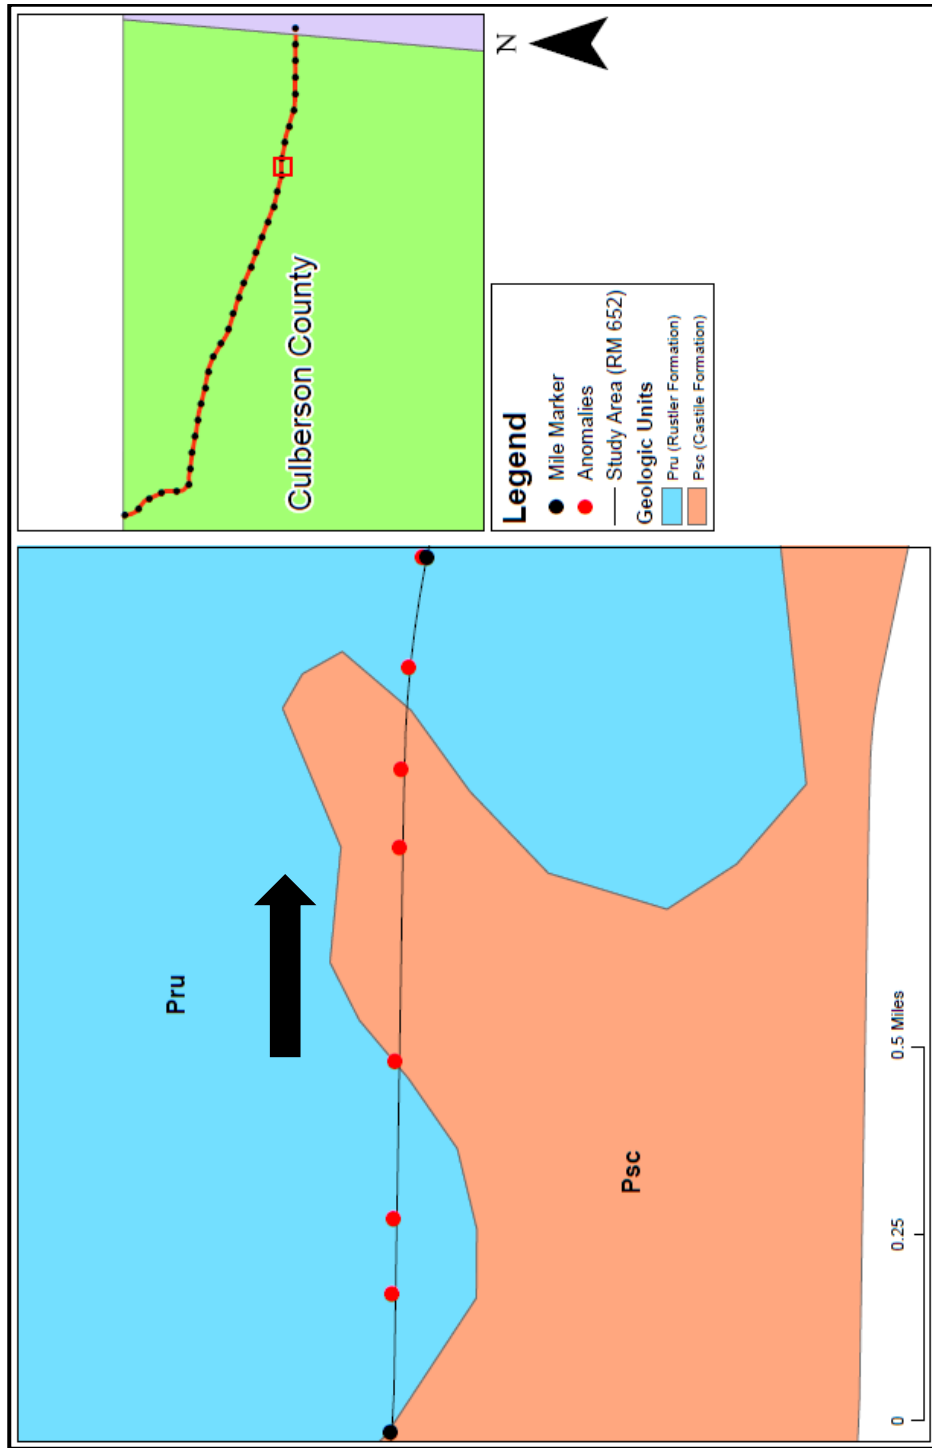 N
Culberson County
Legend
Mile Marker
Anomalies
Study Area (RM 652)
Geologic Units
Pru (Rustler Formation)
Psc (Castile Formation)
Pru
Psc
0 0.25 0.5 Miles